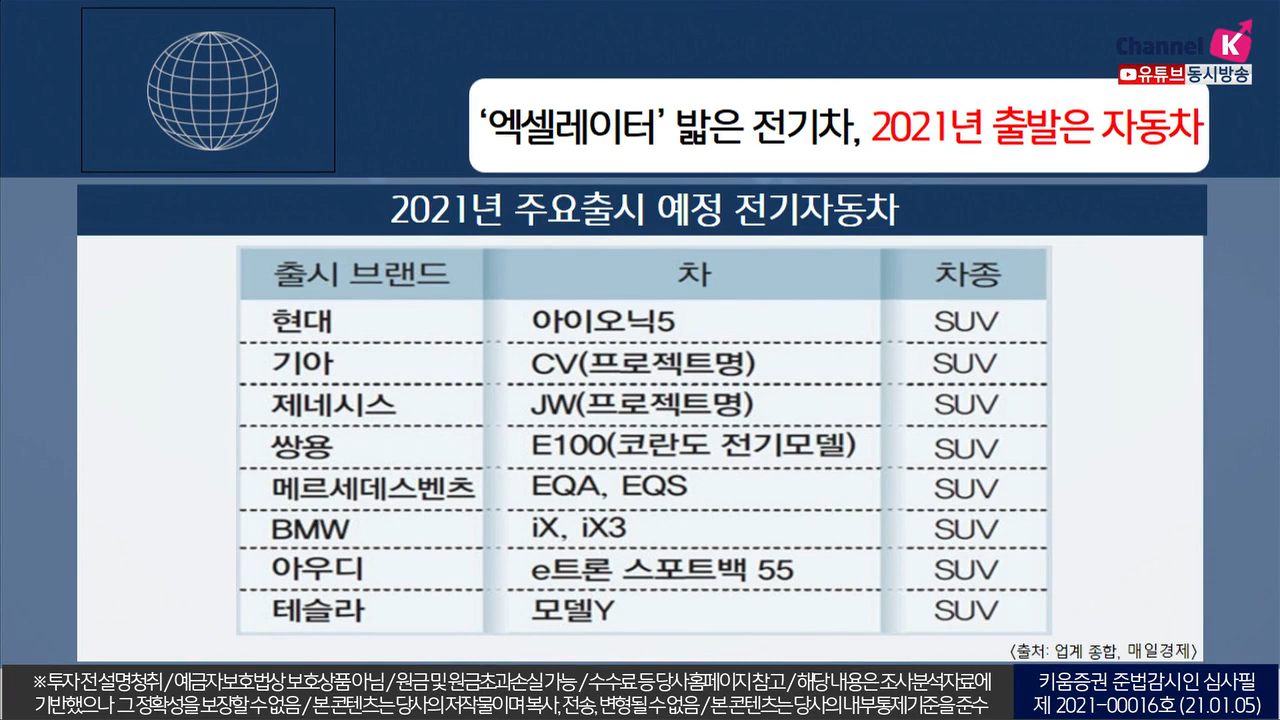 Channel K
유튜브동시방송
‘엑셀레이터’ 밟은 전기차, 2021년 출발은 자동차
2021년 주요출시 예정 전기자동차
출시 브랜드 차 차종
현대 아이오닉5 SUV
기아 CV(프로젝트명) SUV
제네시스 JW(프로젝트명) SUV
쌍용 E100(코란도 전기모델) SUV
메르세데스벤츠 EQA, EQS SUV
BMW iX, iX3 SUV
아우디 e트론 스포트백 55 SUV
테슬라 모델Y SUV
〈출처: 업계 종합, 매일경제〉
※ 투자 전 설명청취 / 예금자보호법상 보호상품 아님 / 원금 및 원금초과손실 가능 / 수수료 등 당사홈페이지 참고 / 해당 내용은 조사분석자료에
기반했으나 그 정확성을 보장할 수 없음 / 본 콘텐츠는 당사의 저작물이며 복사, 전송, 변형될 수 없음 / 본 콘텐츠는 당사의 내부통제기준을 준수
키움증권 준법감시인 심사필
제 2021-00016호 (21.01.05)